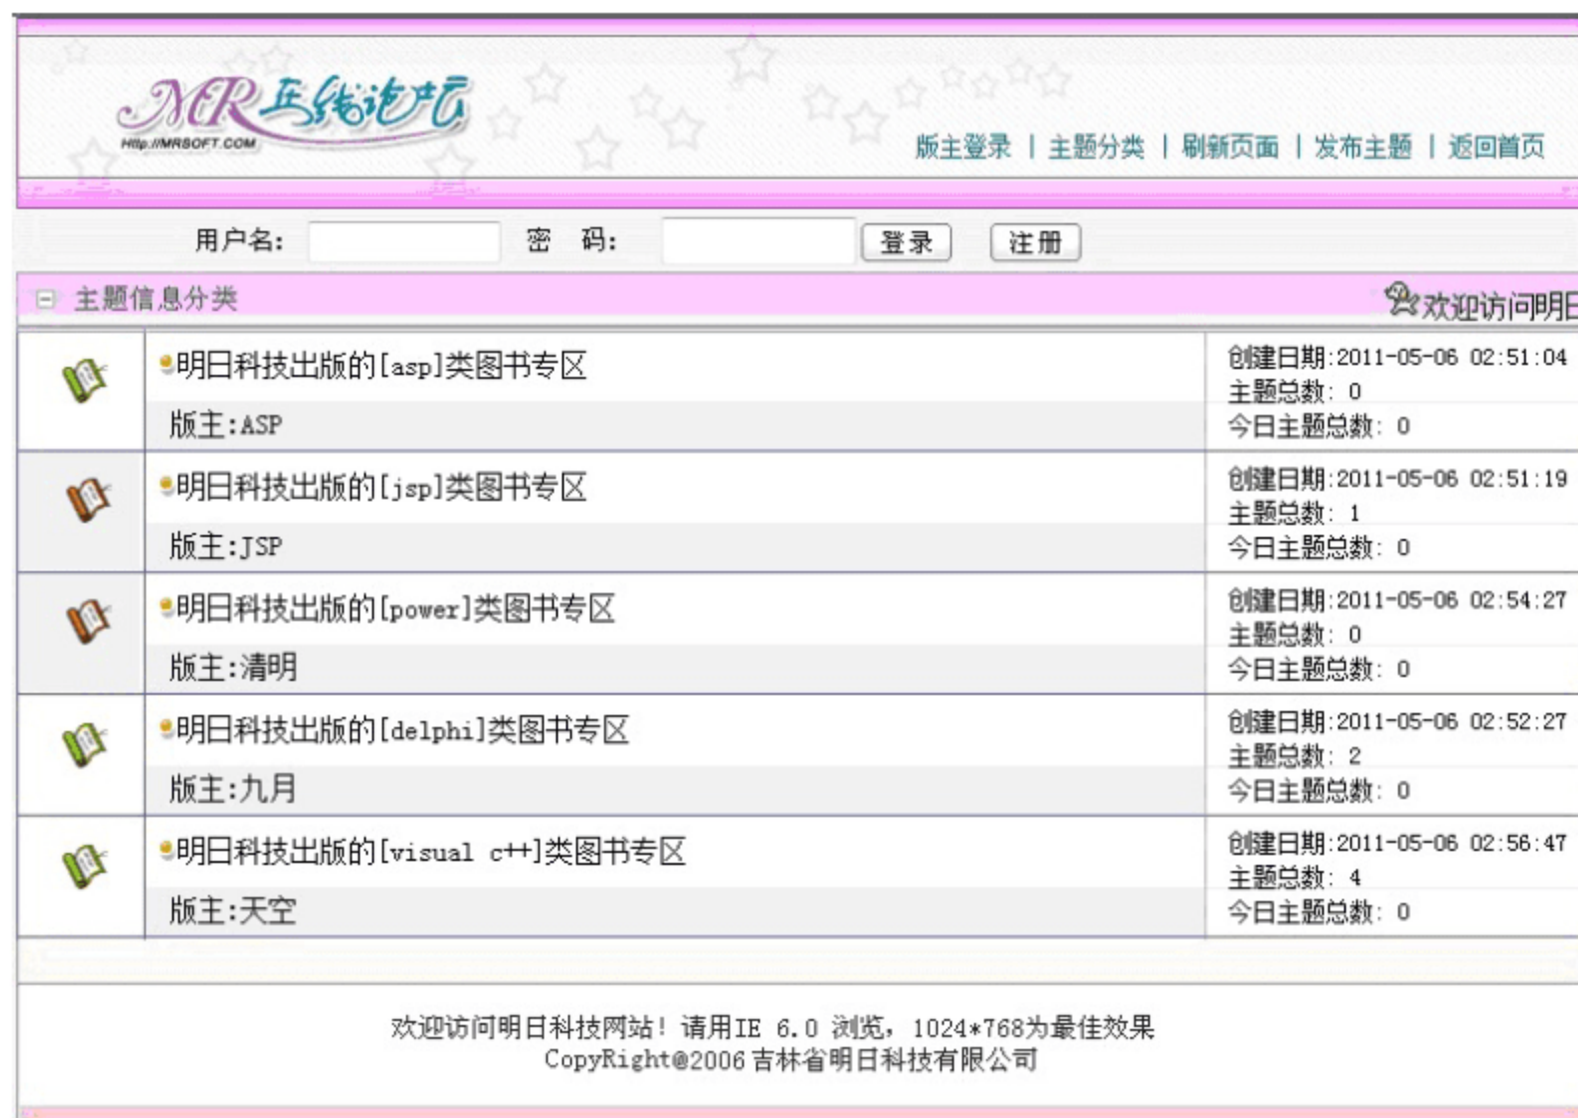 MR在线论坛
Http://MRSOFT.COM
版主登录 | 主题分类 | 刷新页面 | 发布主题 | 返回首页
用户名: 密 码: 登录 注册
主题信息分类 欢迎访问明日
明日科技出版的[asp]类图书专区
版主:ASP
创建日期:2011-05-06 02:51:04
主题总数: 0
今日主题总数: 0
明日科技出版的[jsp]类图书专区
版主:JSP
创建日期:2011-05-06 02:51:19
主题总数: 1
今日主题总数: 0
明日科技出版的[power]类图书专区
版主:清明
创建日期:2011-05-06 02:54:27
主题总数: 0
今日主题总数: 0
明日科技出版的[delphi]类图书专区
版主:九月
创建日期:2011-05-06 02:52:27
主题总数: 2
今日主题总数: 0
明日科技出版的[visual c++]类图书专区
版主:天空
创建日期:2011-05-06 02:56:47
主题总数: 4
今日主题总数: 0
欢迎访问明日科技网站! 请用IE 6.0 浏览, 1024*768为最佳效果
CopyRight@2006吉林省明日科技有限公司